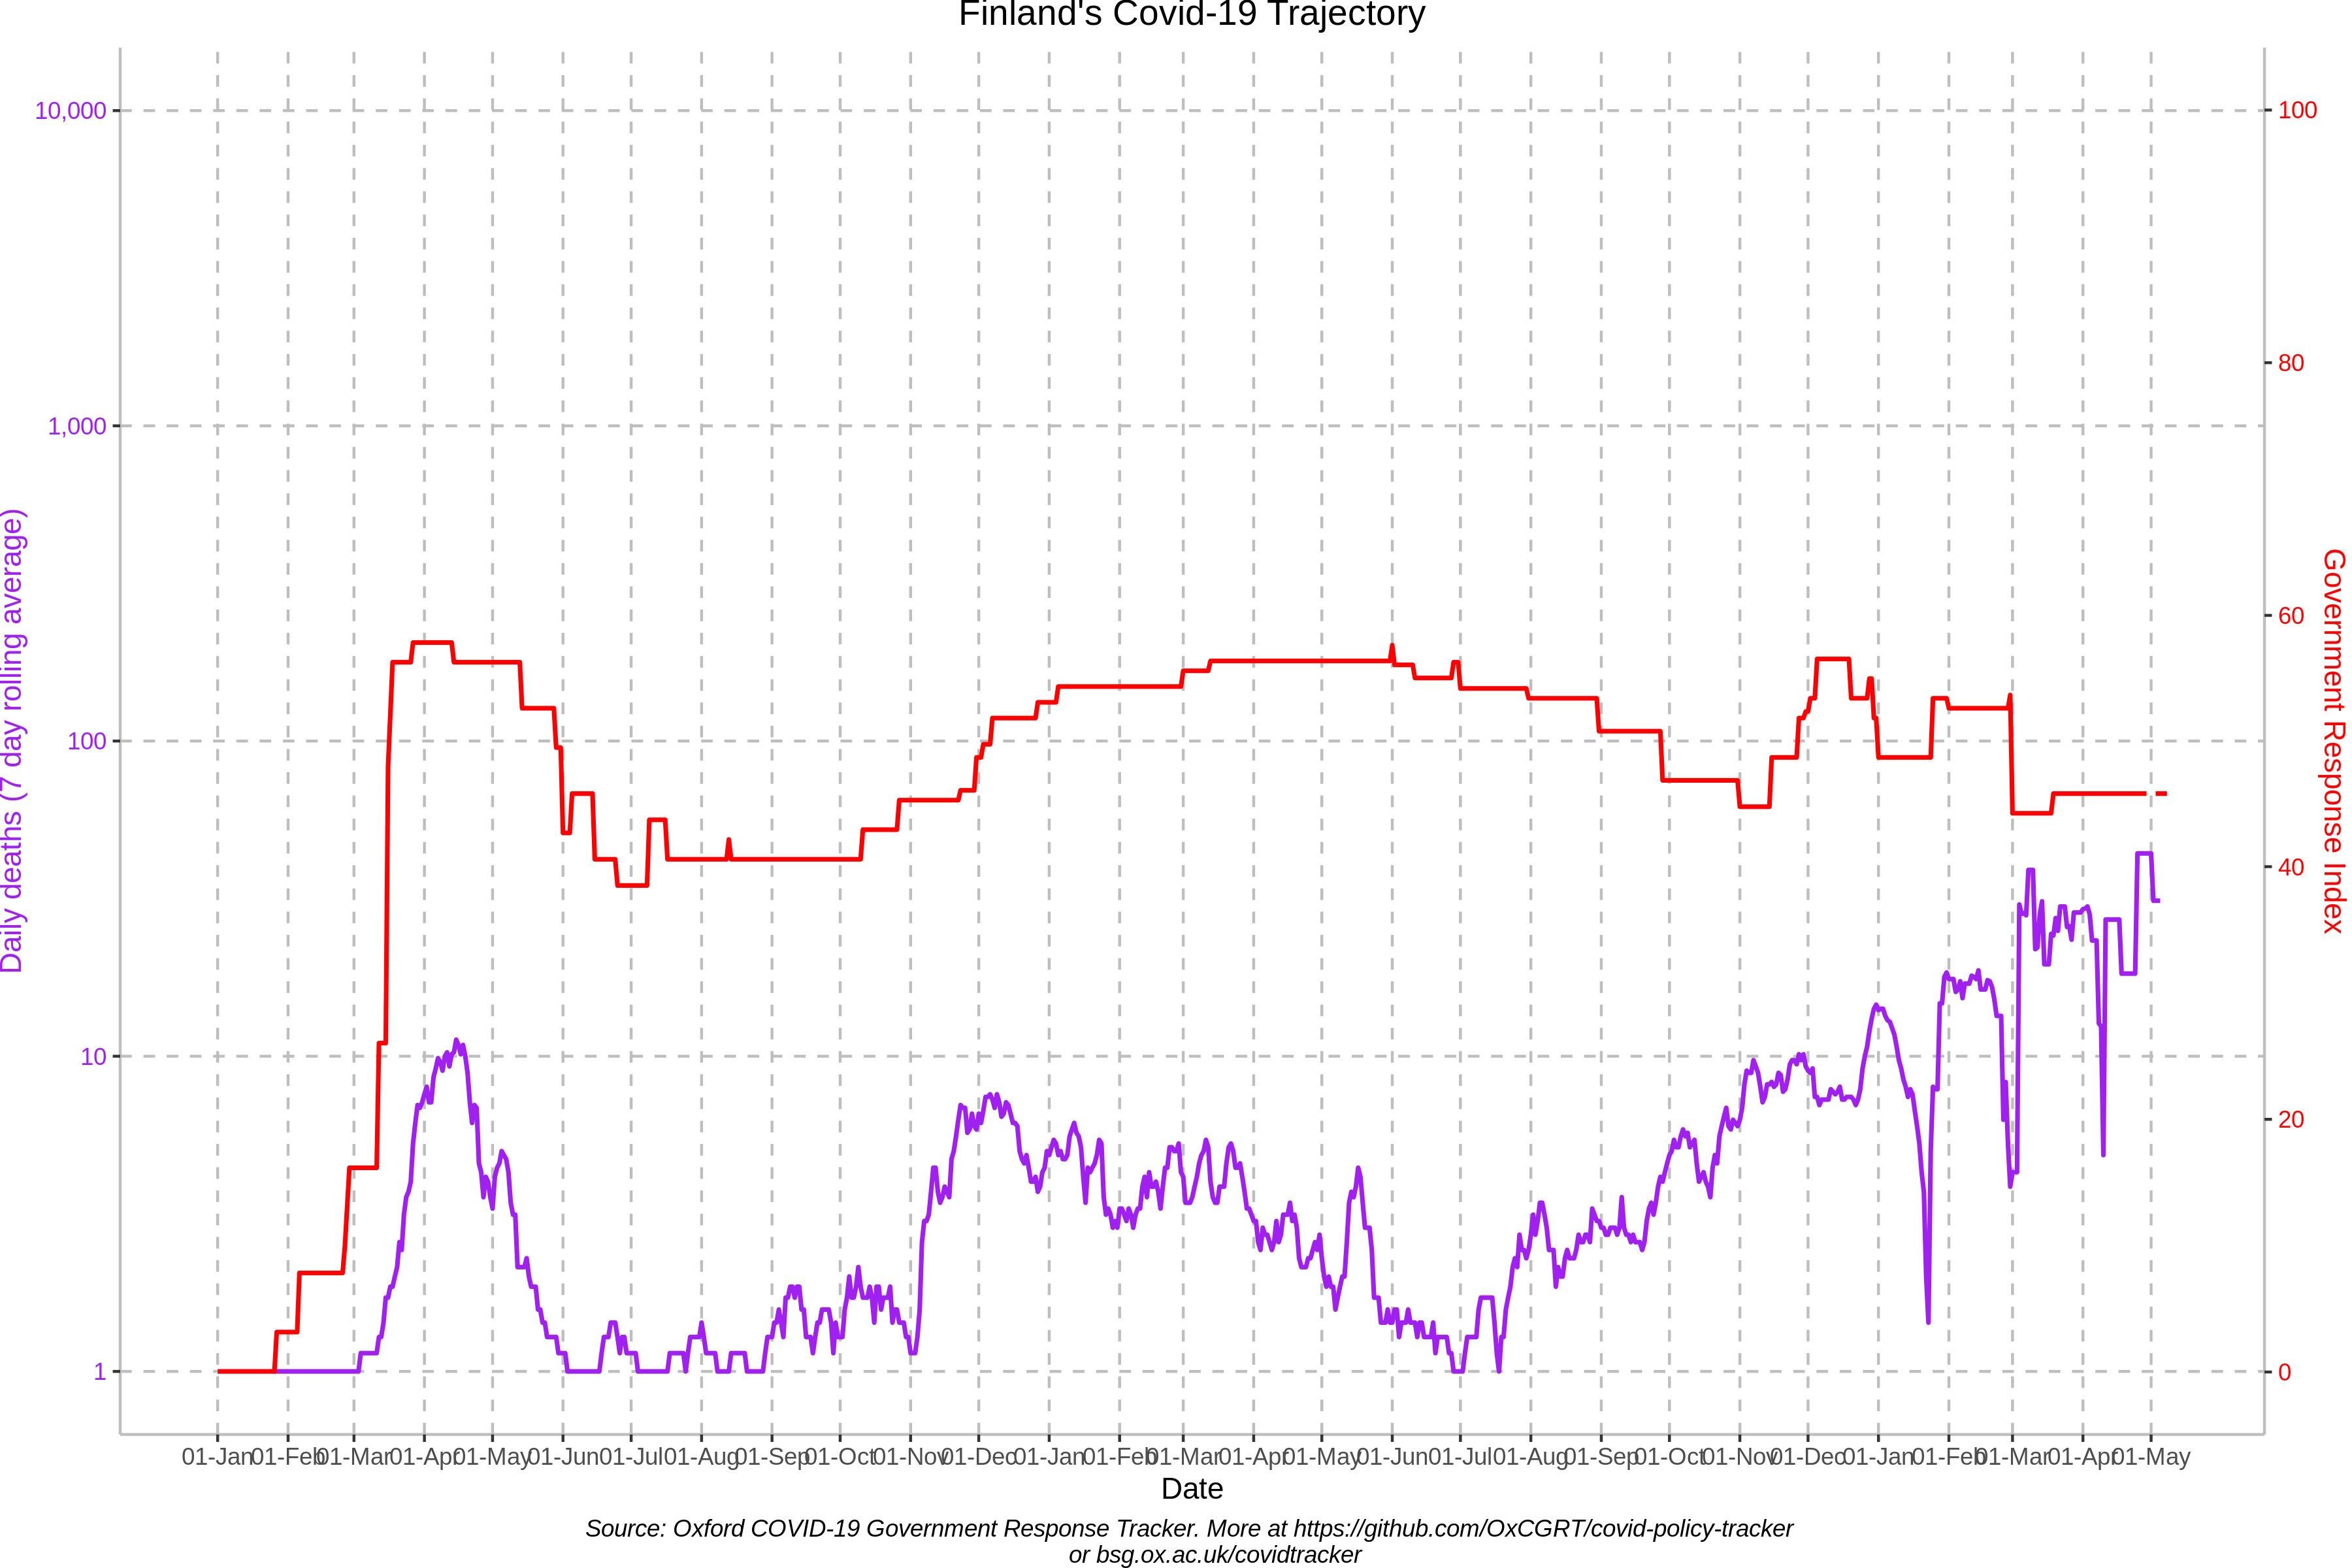 Finland's Covid-19 Trajectory
Daily deaths (7 day rolling average)
10,000
1,000
100
10
1
100
80
60
40
20
0
Government Response Index
01-Jan 01-Feb 01-Mar 01-Apr 01-May 01-Jun 01-Jul 01-Aug 01-Sep 01-Oct 01-Nov 01-Dec 01-Jan 01-Feb 01-Mar 01-Apr 01-May 01-Jun 01-Jul 01-Aug 01-Sep 01-Oct 01-Nov 01-Dec 01-Jan 01-Feb 01-Mar 01-Apr 01-May
Date
Source: Oxford COVID-19 Government Response Tracker. More at https://github.com/OxCGRT/covid-policy-tracker
or bsg.ox.ac.uk/covidtracker